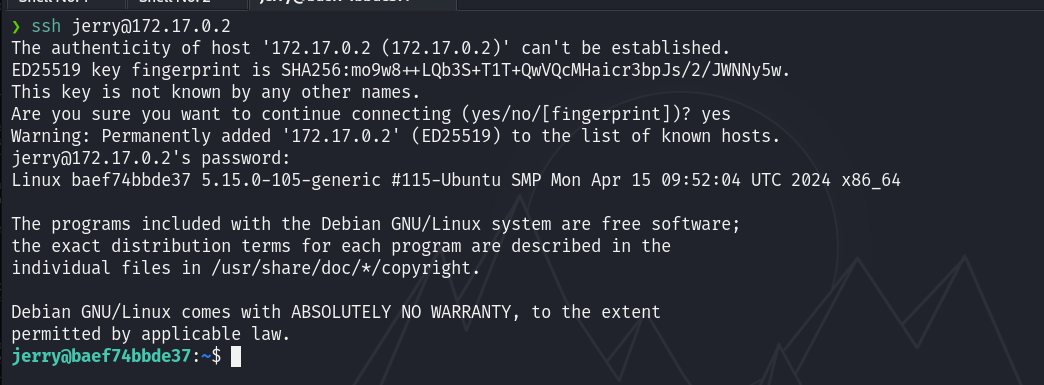 ❯ ssh jerry@172.17.0.2
The authenticity of host '172.17.0.2 (172.17.0.2)' can't be established.
ED25519 key fingerprint is SHA256:mo9w8++LQb3S+T1T+QwVQcMHaicr3bpJs/2/JWNNy5w.
This key is not known by any other names.
Are you sure you want to continue connecting (yes/no/[fingerprint])? yes
Warning: Permanently added '172.17.0.2' (ED25519) to the list of known hosts.
jerry@172.17.0.2's password:
Linux baef74bbde37 5.15.0-105-generic #115-Ubuntu SMP Mon Apr 15 09:52:04 UTC 2024 x86_64
The programs included with the Debian GNU/Linux system are free software;
the exact distribution terms for each program are described in the
individual files in /usr/share/doc/*/copyright.
Debian GNU/Linux comes with ABSOLUTELY NO WARRANTY, to the extent
permitted by applicable law.
jerry@baef74bbde37:~$